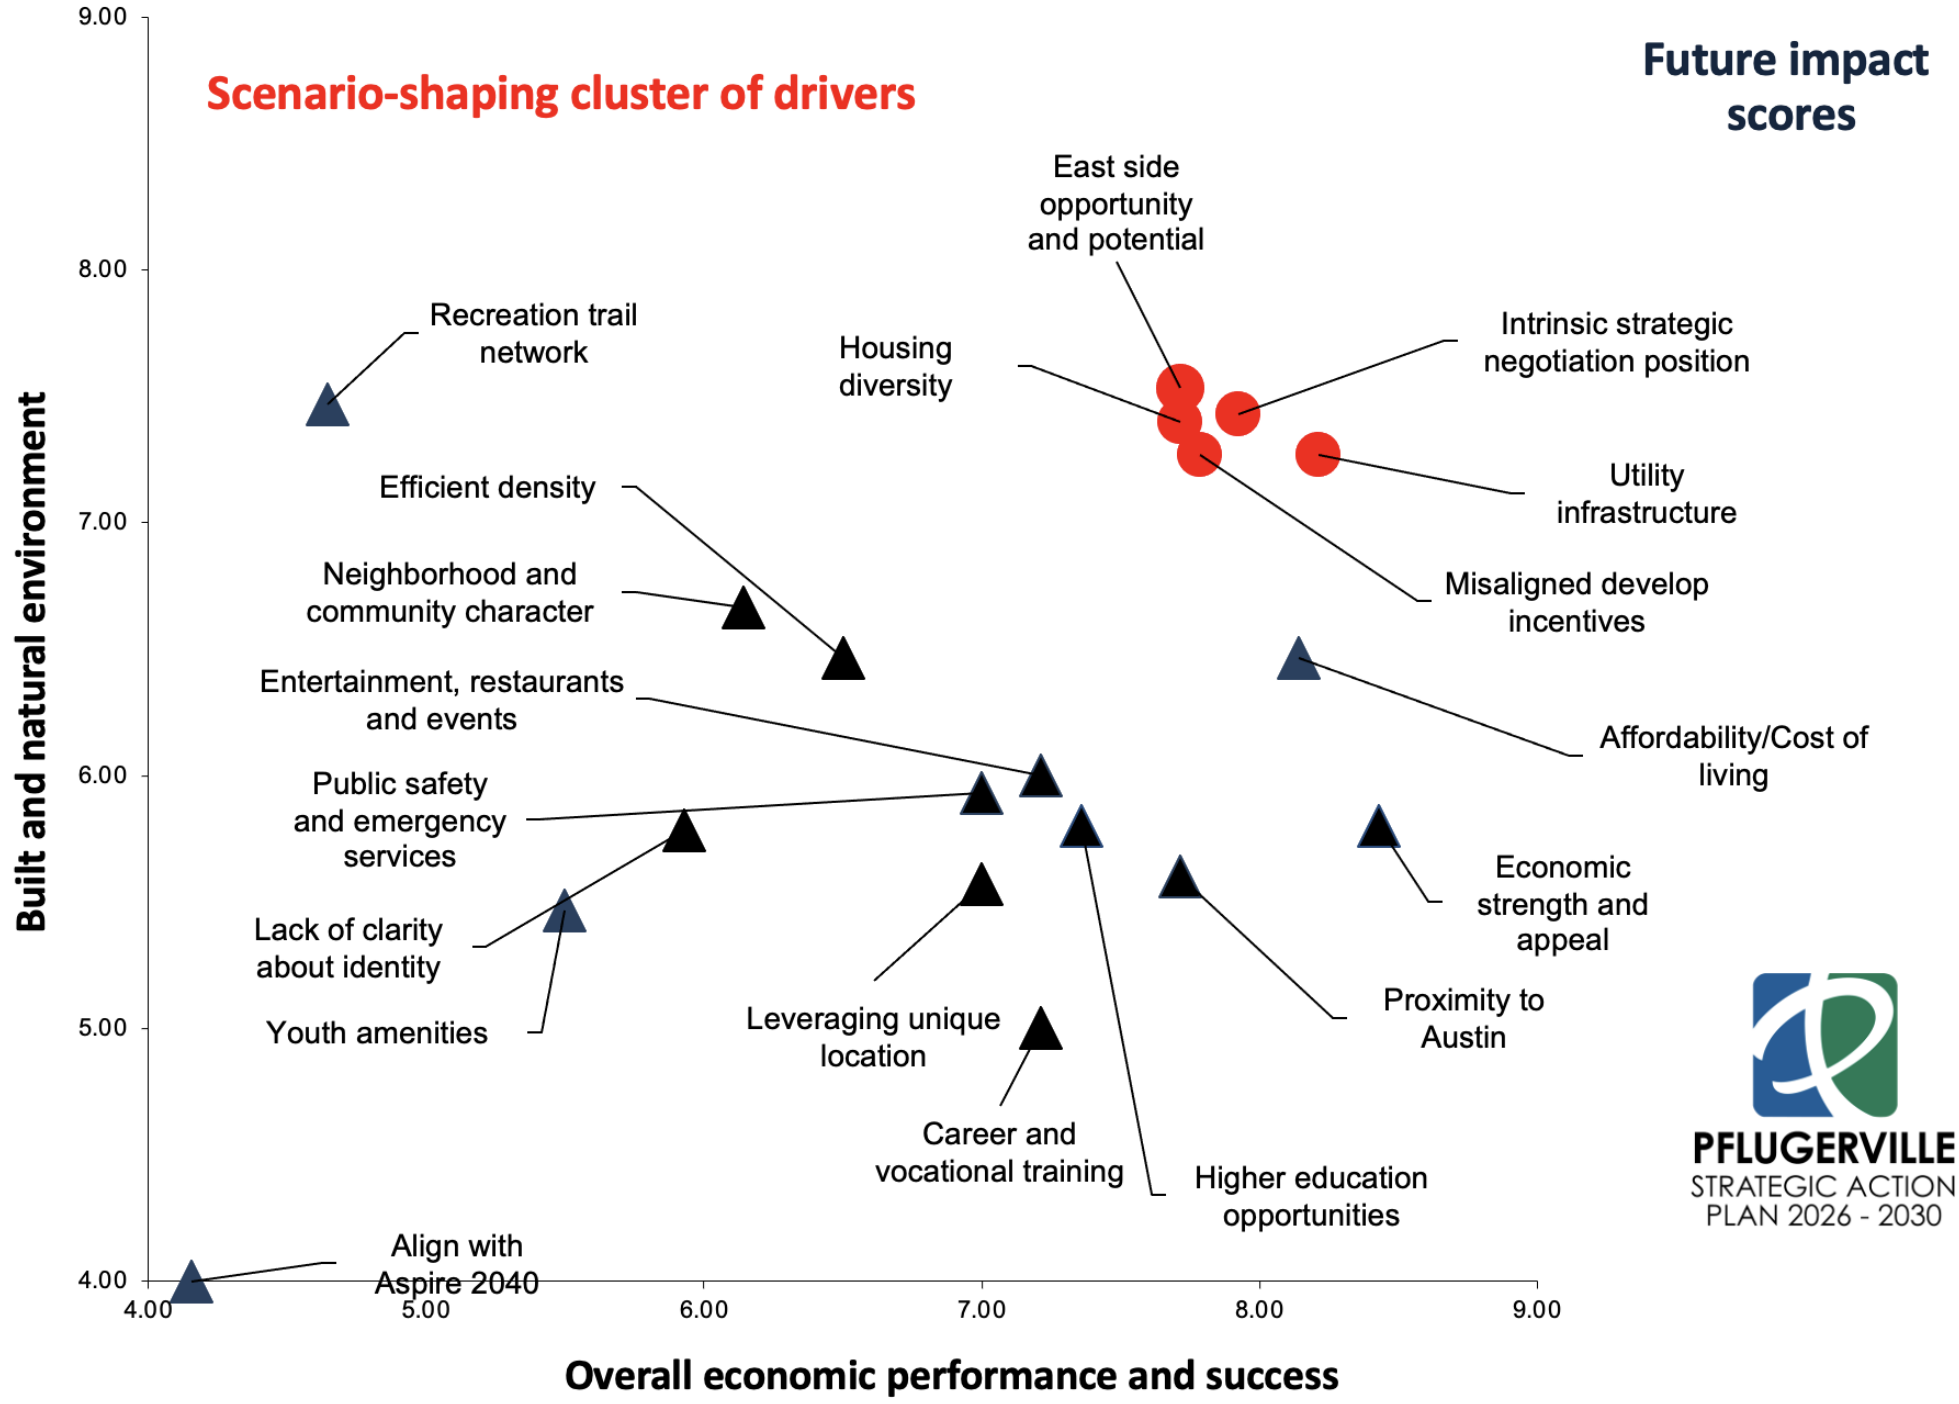 9.00
Scenario-shaping cluster of drivers
Future impact
scores
East side
opportunity
and potential
8.00
Recreation trail
network
Housing
diversity
Intrinsic strategic
negotiation position
Efficient density
Utility
infrastructure
7.00
Neighborhood and
community character
Misaligned develop
incentives
Entertainment, restaurants
and events
Affordability/Cost of
living
6.00
Public safety
and emergency
services
Economic
strength and
appeal
Lack of clarity
about identity
Youth amenities
5.00
Leveraging unique
location
Proximity to
Austin
Career and
vocational training
Higher education
opportunities
Align with
Aspire 2040
4.00
4.00
5.00
6.00
7.00
8.00
9.00
Built and natural environment
Overall economic performance and success
PFLUGERVILLE
STRATEGIC ACTION
PLAN 2026 - 2030